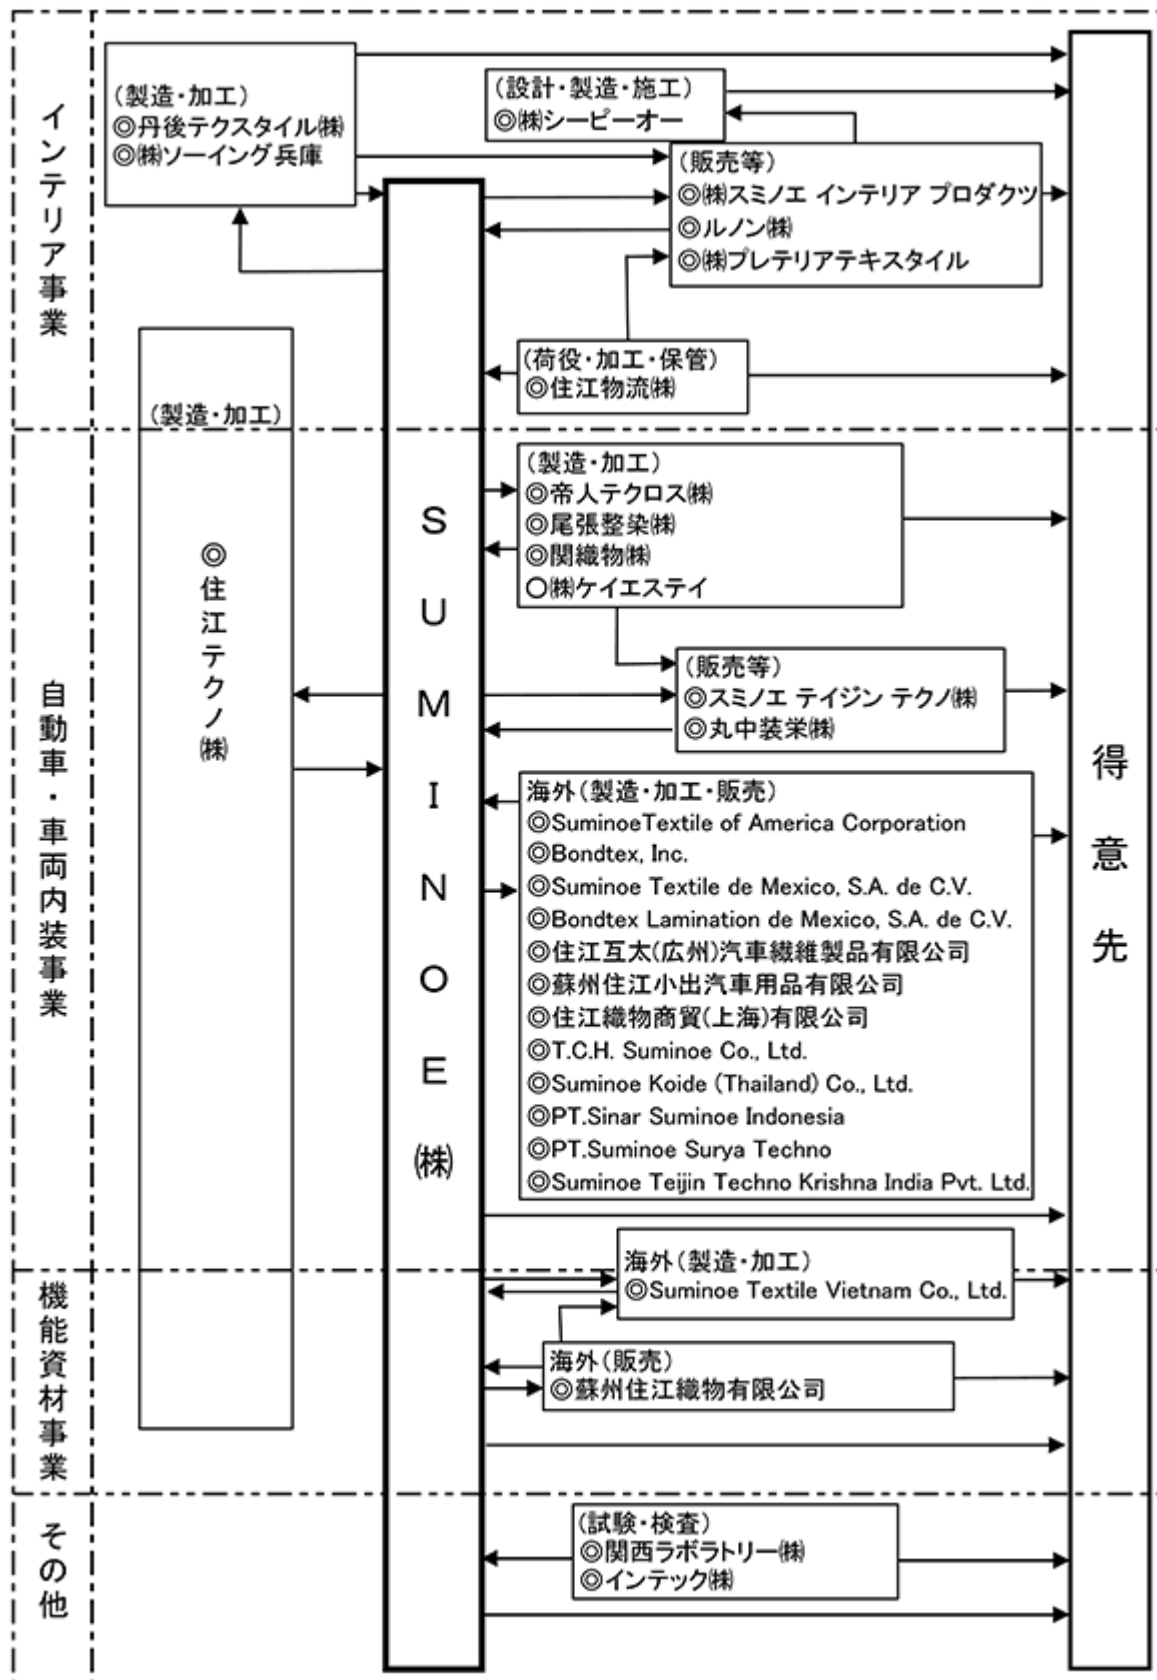 インテリア事業
(製造・加工)
◎丹後テクスタイル㈱
◎㈱ソーイング兵庫
(設計・製造・施工)
◎㈱シーピーオー
(販売等)
◎㈱スミノエ インテリア プロダクツ
◎ルノン㈱
◎㈱プレテリアテキスタイル
(荷役・加工・保管)
◎住江物流㈱
(製造・加工)
◎住江テクノ㈱
SUMINOE㈱
得意先
自動車・車両内装事業
(製造・加工)
◎帝人テクロス㈱
◎尾張整染㈱
◎関織物㈱
○㈱ケイエステイ
(販売等)
◎スミノエ テイジン テクノ㈱
◎丸中装栄㈱
海外(製造・加工・販売)
◎SuminoeTextile of America Corporation
◎Bondtex, Inc.
◎Suminoe Textile de Mexico, S.A. de C.V.
◎Bondtex Lamination de Mexico, S.A. de C.V.
◎住江互太(広州)汽車繊維製品有限公司
◎蘇州住江小出汽車用品有限公司
◎住江織物商貿(上海)有限公司
◎T.C.H. Suminoe Co., Ltd.
◎Suminoe Koide (Thailand) Co., Ltd.
◎PT.Sinar Suminoe Indonesia
◎PT.Suminoe Surya Techno
◎Suminoe Teijin Techno Krishna India Pvt. Ltd.
機能資材事業
海外(製造・加工)
◎Suminoe Textile Vietnam Co., Ltd.
海外(販売)
◎蘇州住江織物有限公司
その他
(試験・検査)
◎関西ラボラトリー㈱
◎インテック㈱